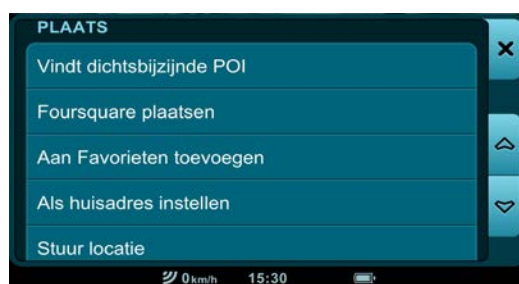 PLAATS
Vindt dichtsbijzijnde POI
Foursquare plaatsen
Aan Favorieten toevoegen
Als huisadres instellen
Stuur locatie
0 km/h 15:30